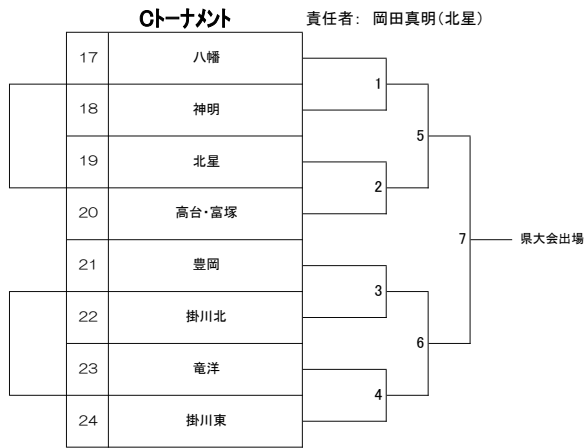 Cトーナメント 責任者： 岡田真明(北星)
17 八幡
1
18 神明
5
19 北星
2
20 高台・富塚
7 県大会出場
21 豊岡
3
22 掛川北
6
23 竜洋
4
24 掛川東